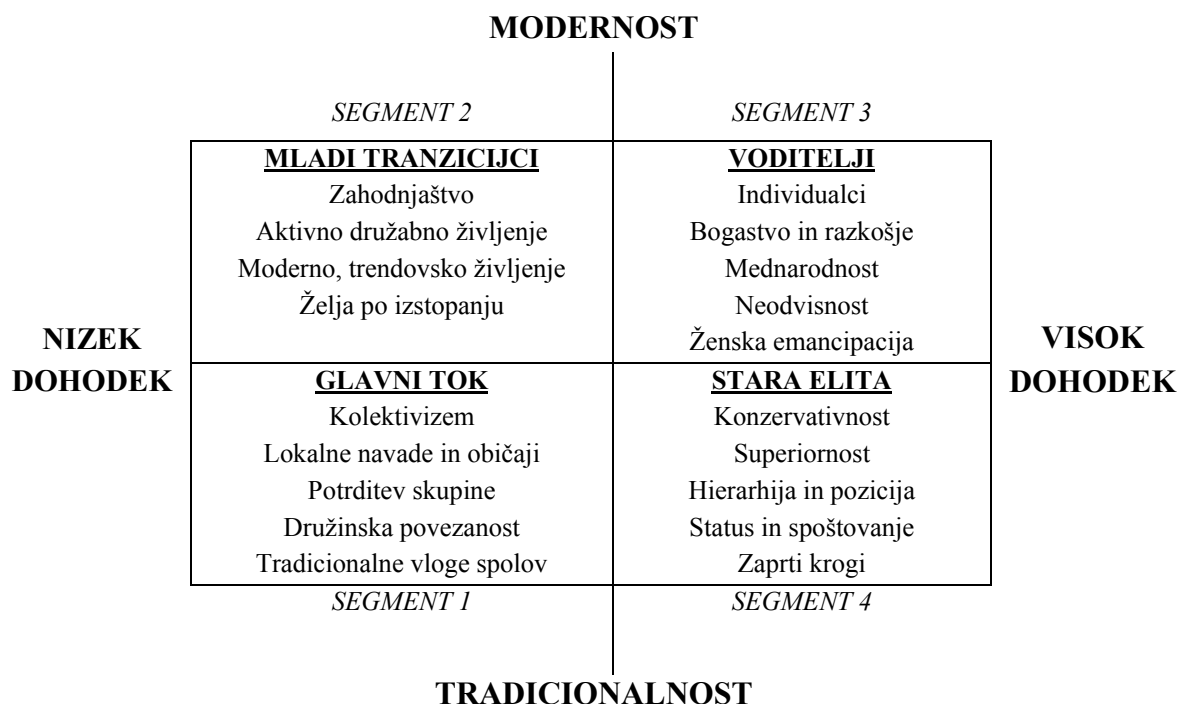 MODERNOST
SEGMENT 2
SEGMENT 3
MLADI TRANZICIJCI
Zahodnjaštvo
Aktivno družabno življenje
Moderno, trendovsko življenje
Želja po izstopanju
VODITELJI
Individualci
Bogastvo in razkošje
Mednarodnost
Neodvisnost
Ženska emancipacija
NIZEK
DOHODEK
VISOK
DOHODEK
GLAVNI TOK
Kolektivizem
Lokalne navade in običaji
Potrditev skupine
Družinska povezanost
Tradicionalne vloge spolov
STARA ELITA
Konzervativnost
Superiornost
Hierarhija in pozicija
Status in spoštovanje
Zaprti krogi
SEGMENT 1
SEGMENT 4
TRADICIONALNOST